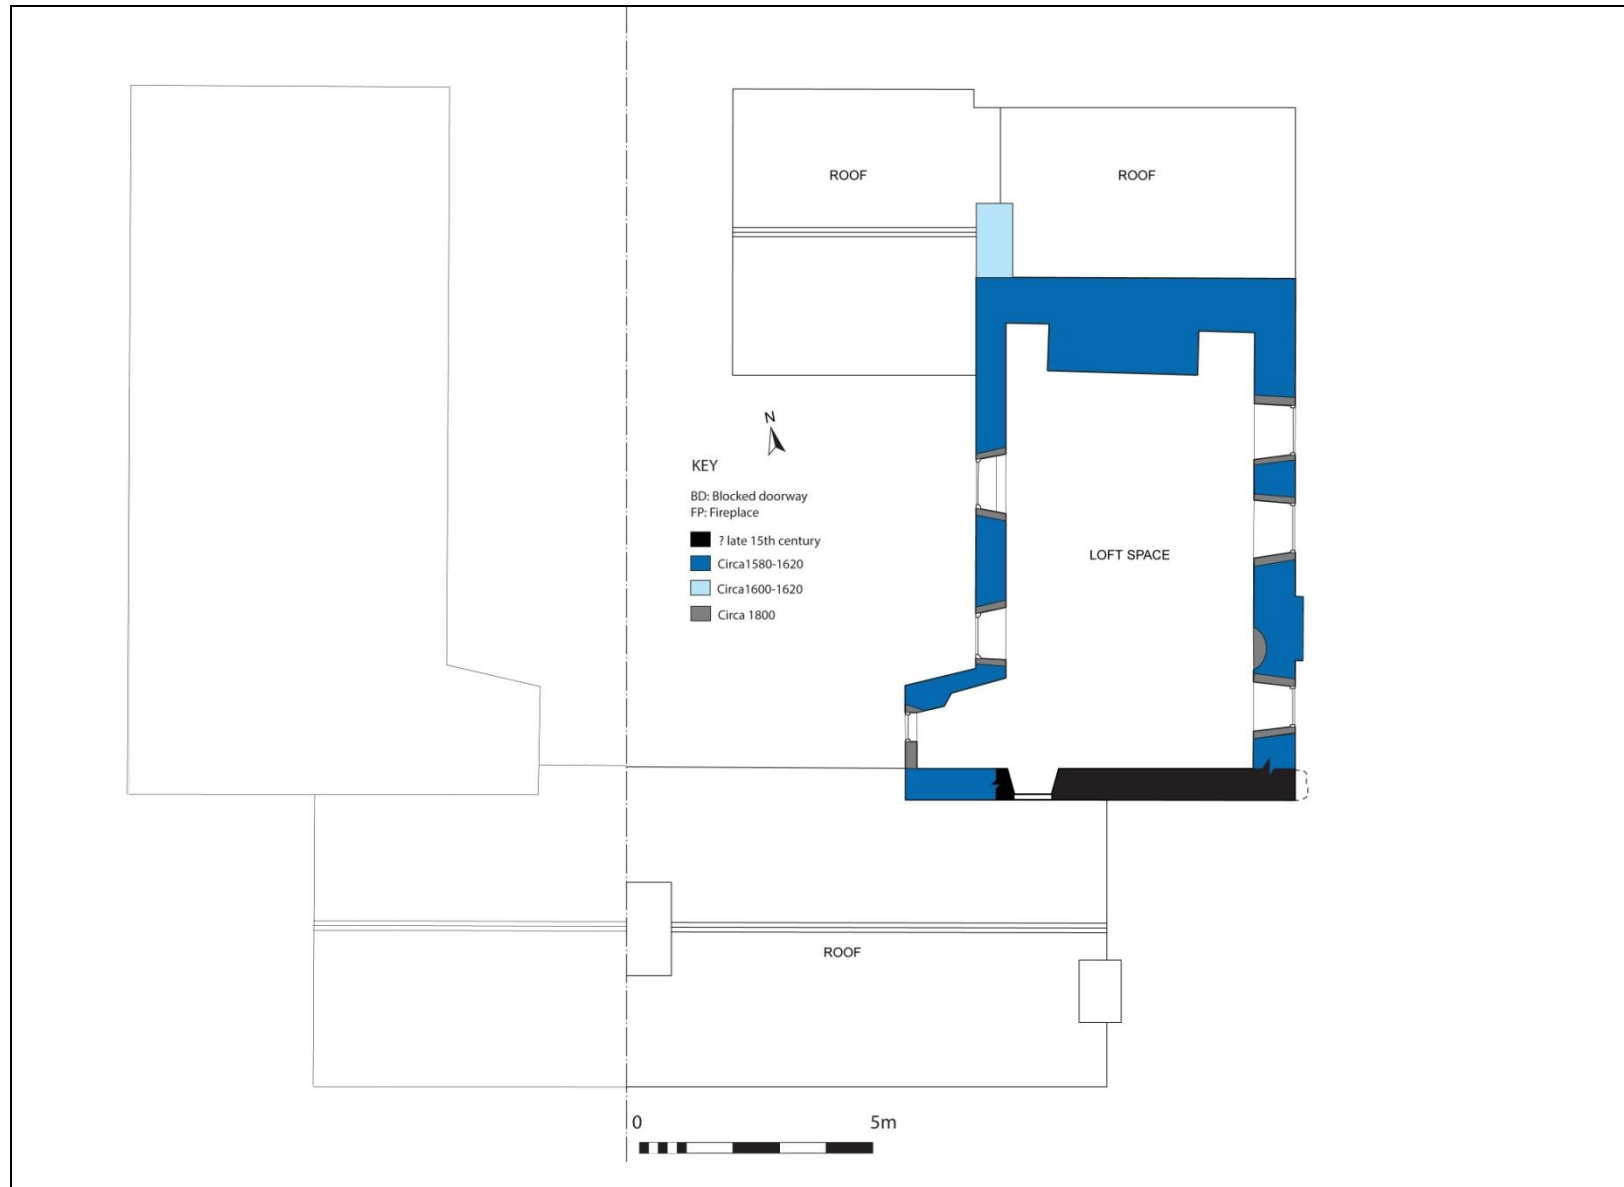 ROOF
ROOF
N
KEY
BD: Blocked doorway
FP: Fireplace
? late 15th century
Circa1580-1620
Circa1600-1620
Circa 1800
LOFT SPACE
ROOF
0 5m